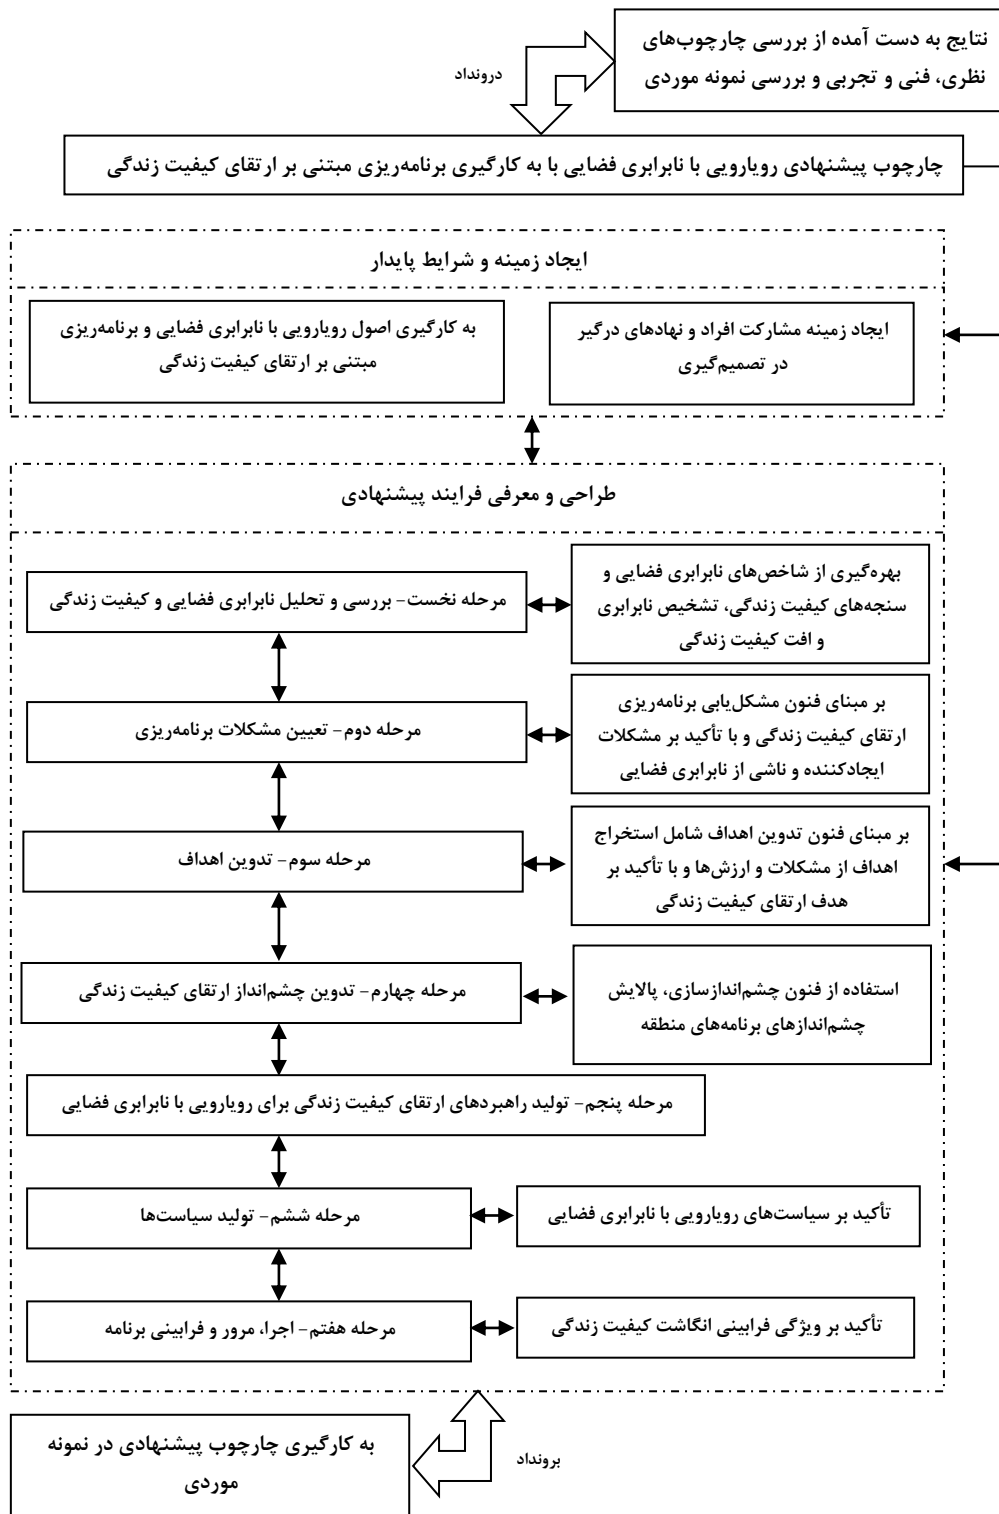 نتایج به دست آمده از بررسی چارچوب‌های
نظری، فنی و تجربی و بررسی نمونه موردی
درونداد
چارچوب پیشنهادی رویارویی با نابرابری فضایی با به کارگیری برنامه‌ریزی مبتنی بر ارتقای کیفیت زندگی
ایجاد زمینه و شرایط پایدار
ایجاد زمینه مشارکت افراد و نهادهای درگیر
در تصمیم‌گیری
به کارگیری اصول رویارویی با نابرابری فضایی و برنامه‌ریزی
مبتنی بر ارتقای کیفیت زندگی
طراحی و معرفی فرایند پیشنهادی
بهره‌گیری از شاخص‌های نابرابری فضایی و
سنجه‌های کیفیت زندگی، تشخیص نابرابری
و افت کیفیت زندگی
مرحله نخست- بررسی و تحلیل نابرابری فضایی و کیفیت زندگی
بر مبنای فنون مشکل‌یابی برنامه‌ریزی
ارتقای کیفیت زندگی و با تأکید بر مشکلات
ایجادکننده و ناشی از نابرابری فضایی
مرحله دوم- تعیین مشکلات برنامه‌ریزی
بر مبنای فنون تدوین اهداف شامل استخراج
اهداف از مشکلات و ارزش‌ها و با تأکید بر
هدف ارتقای کیفیت زندگی
مرحله سوم- تدوین اهداف
استفاده از فنون چشم‌اندازسازی، پالایش
چشم‌اندازهای برنامه‌های منطقه
مرحله چهارم- تدوین چشم‌انداز ارتقای کیفیت زندگی
مرحله پنجم- تولید راهبردهای ارتقای کیفیت زندگی برای رویارویی با نابرابری فضایی
تأکید بر سیاست‌های رویارویی با نابرابری فضایی
مرحله ششم- تولید سیاست‌ها
تأکید بر ویژگی فرابینی انگاشت کیفیت زندگی
مرحله هفتم- اجرا، مرور و فرابینی برنامه
برونداد
به کارگیری چارچوب پیشنهادی در نمونه
موردی